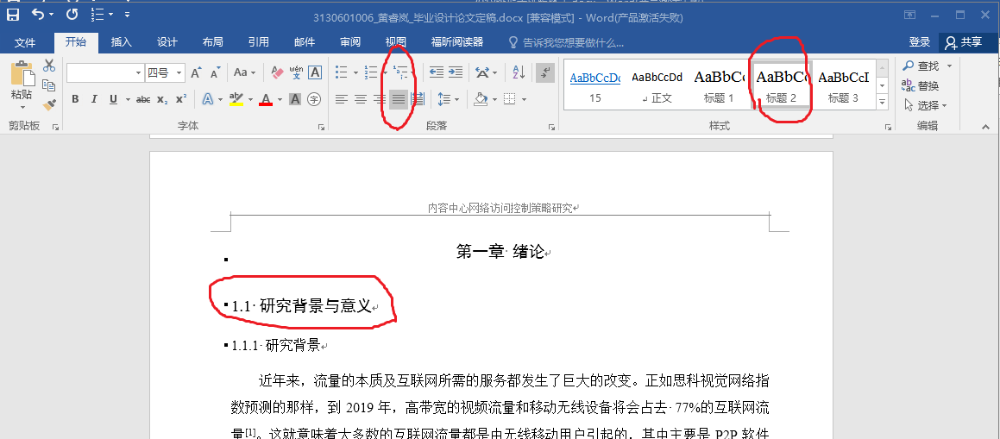 3130601006_黄睿岚_毕业设计论文定稿.docx [兼容模式] - Word(产品激活失败)
文件 开始 插入 设计 布局 引用 邮件 审阅 视图 福昕阅读器 告诉我您想要做什么... 登录 共享
粘贴 四号 A A Aa wén 文 A 查找
B I U abc x₂ x² A ab A A 字 替换
AaBbCcDc AaBbCcDd AaBbC AaBbC AaBbCcI
15 正文 标题 1 标题 2 标题 3 选择
剪贴板 字体 段落 样式 编辑
内容中心网络访问控制策略研究
第一章· 绪论
1.1· 研究背景与意义
1.1.1· 研究背景
近年来,流量的本质及互联网所需的服务都发生了巨大的改变。正如思科视觉网络指
数预测的那样,到 2019 年,高带宽的视频流量和移动无线设备将会占去· 77%的互联网流
量[1]。这就意味着大多数的互联网流量都是由无线移动用户引起的,其中主要是 P2P 软件